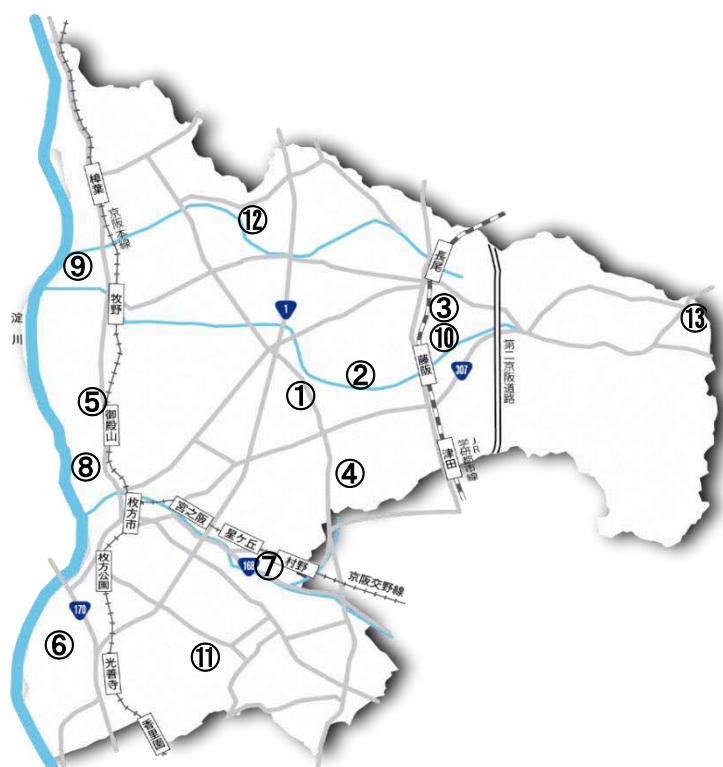 樟葉
京阪本線
⑫
⑨
牧野
長尾
1
③
⑬
淀川
⑩
藤阪
第二京阪道路
②
307
①
⑤
御殿山
津田
JR
学研都市線
④
⑧
枚方市
宮之阪
星ケ丘
村野
168
⑦
京阪交野線
枚方公園
170
⑥
光善寺
⑪
香里園